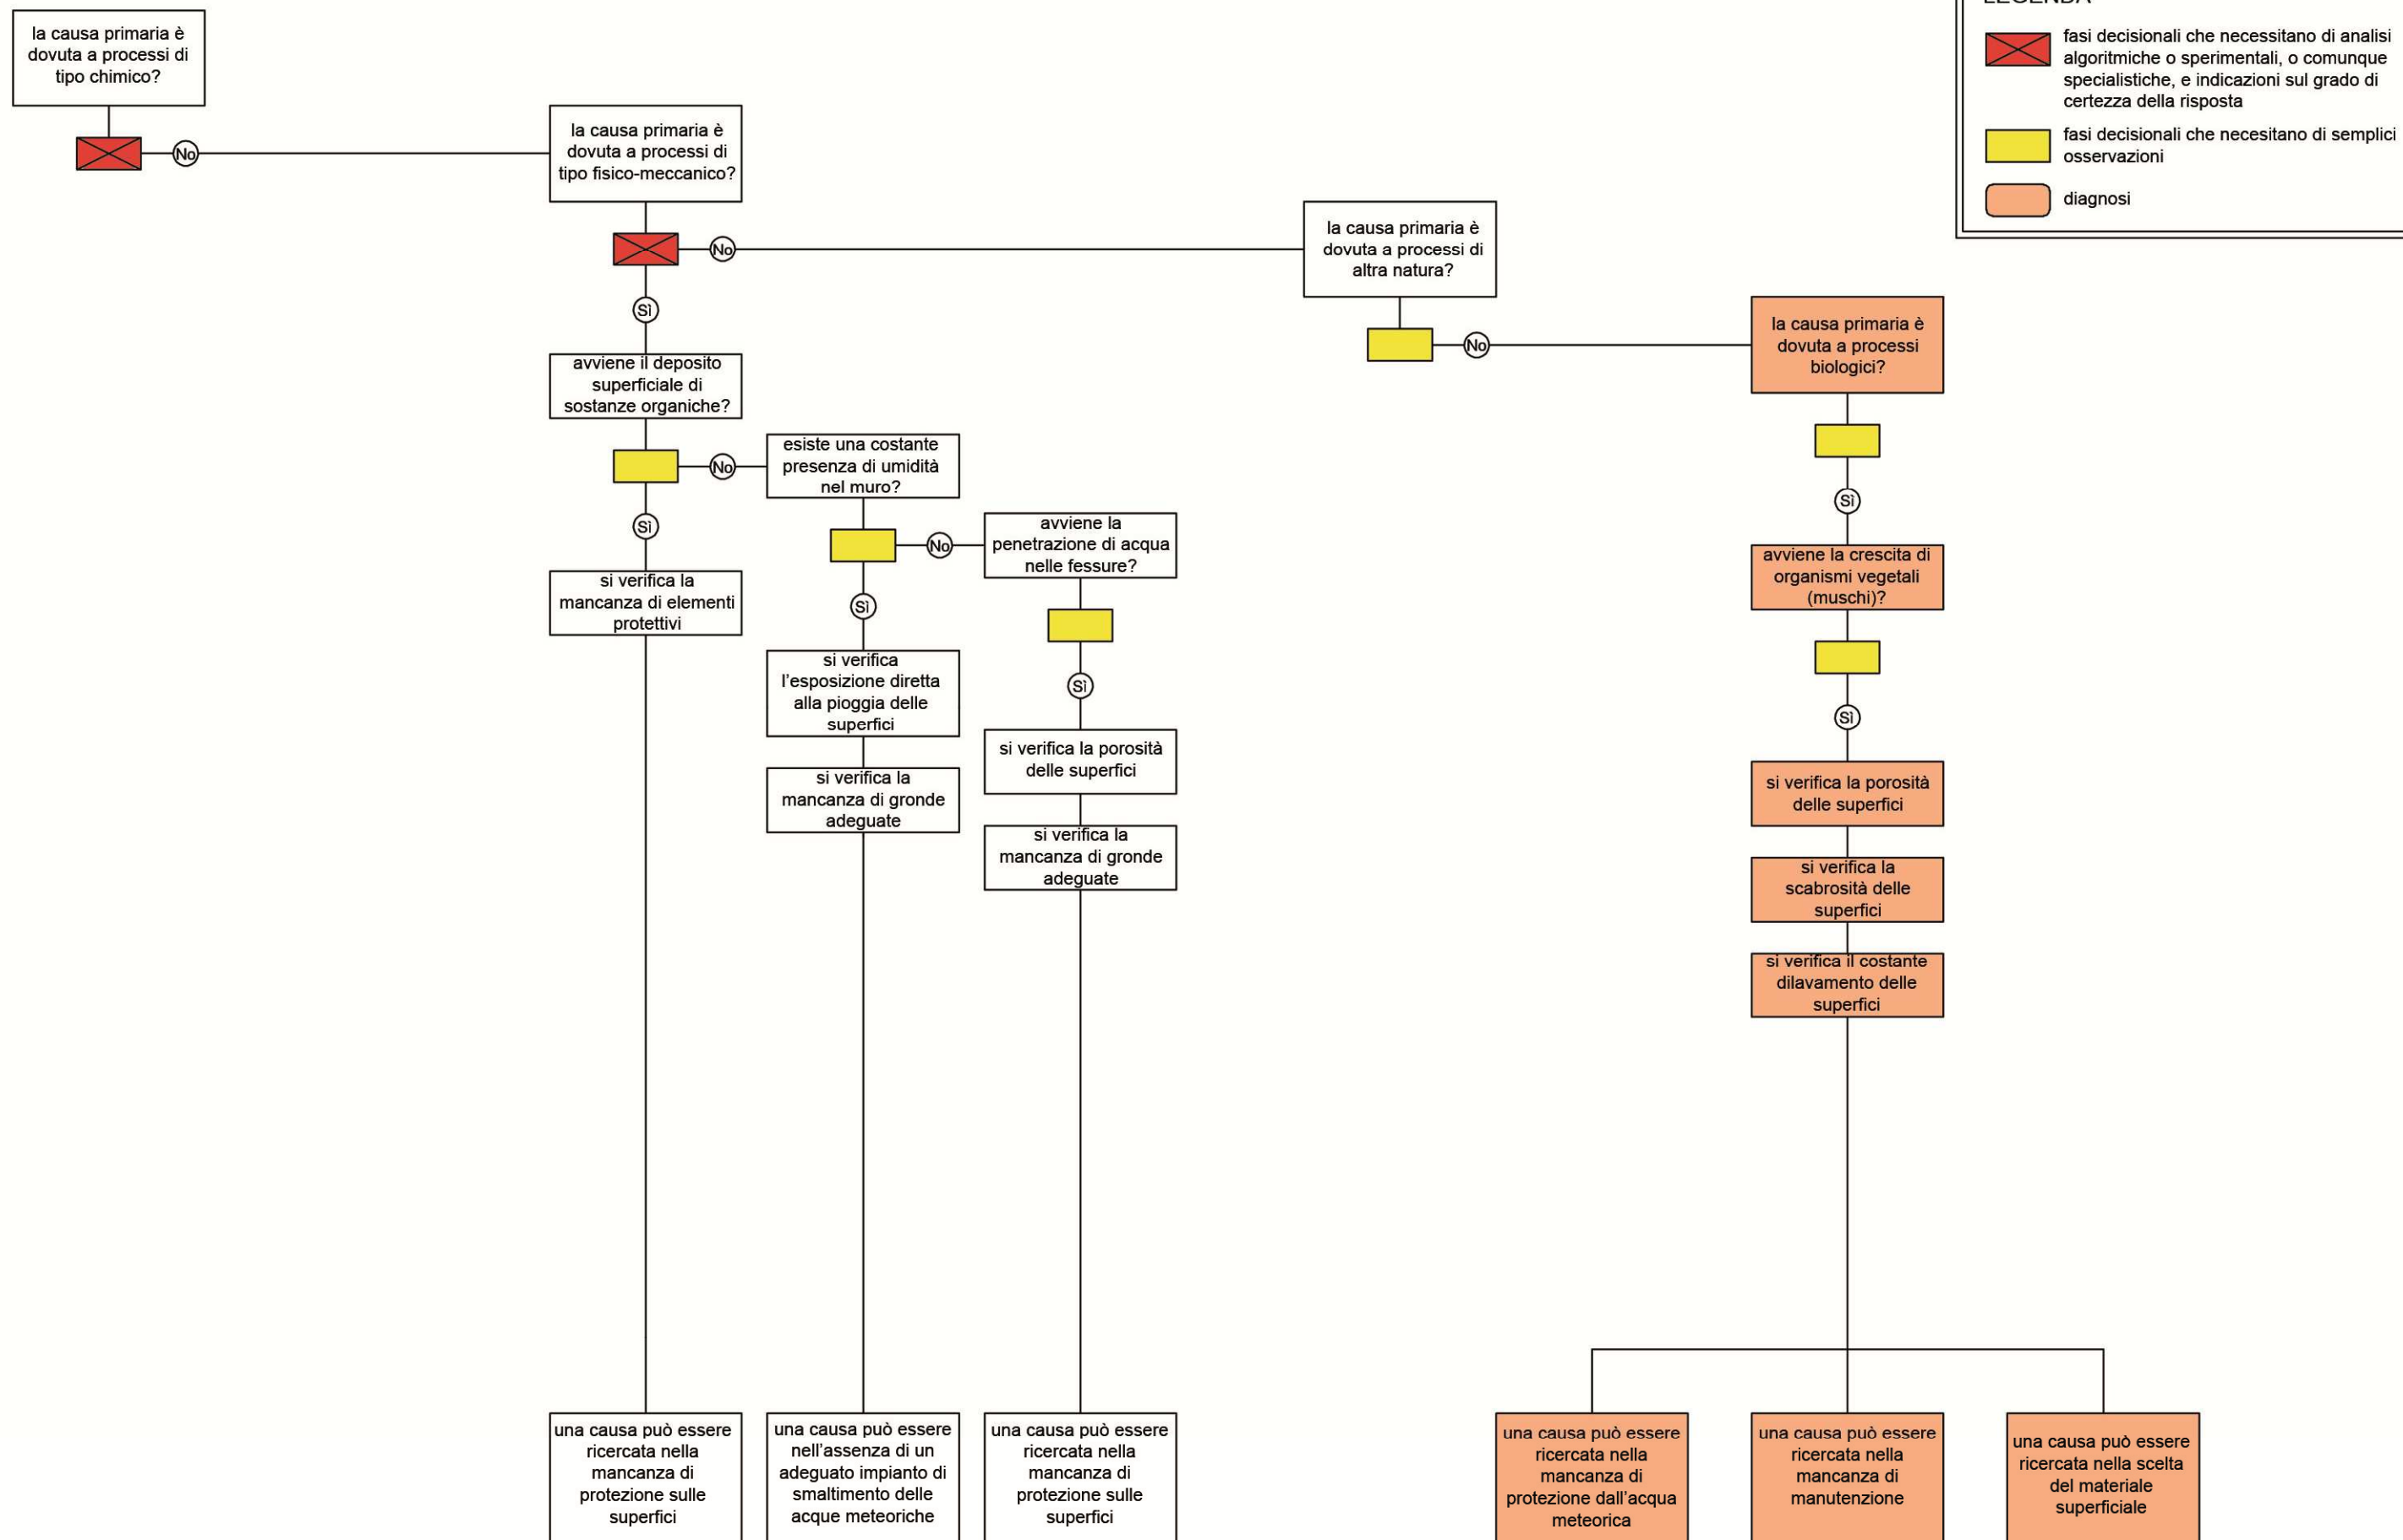 la causa primaria è
dovuta a processi di
tipo chimico?
No
la causa primaria è
dovuta a processi di
tipo fisico-meccanico?
No
Sì
la causa primaria è
dovuta a processi di
altra natura?
No
la causa primaria è
dovuta a processi
biologici?
Sì
avviene il deposito
superficiale di
sostanze organiche?
No
Sì
si verifica la
mancanza di elementi
protettivi
esiste una costante
presenza di umidità
nel muro?
No
Sì
si verifica
l'esposizione diretta
alla pioggia delle
superfici
si verifica la
mancanza di gronde
adeguate
avviene la
penetrazione di acqua
nelle fessure?
Sì
si verifica la porosità
delle superfici
si verifica la
mancanza di gronde
adeguate
avviene la crescita di
organismi vegetali
(muschi)?
Sì
si verifica la porosità
delle superfici
si verifica la
scabrosità delle
superfici
si verifica il costante
dilavamento delle
superfici
una causa può essere
ricercata nella
mancanza di
protezione sulle
superfici
una causa può essere
nell'assenza di un
adeguato impianto di
smaltimento delle
acque meteoriche
una causa può essere
ricercata nella
mancanza di
protezione sulle
superfici
una causa può essere
ricercata nella
mancanza di
protezione dall'acqua
meteorica
una causa può essere
ricercata nella
mancanza di
manutenzione
una causa può essere
ricercata nella scelta
del materiale
superficiale
LEGENDA
fasi decisionali che necessitano di analisi
algoritmiche o sperimentali, o comunque
specialistiche, e indicazioni sul grado di
certezza della risposta
fasi decisionali che necesitano di semplici
osservazioni
diagnosi